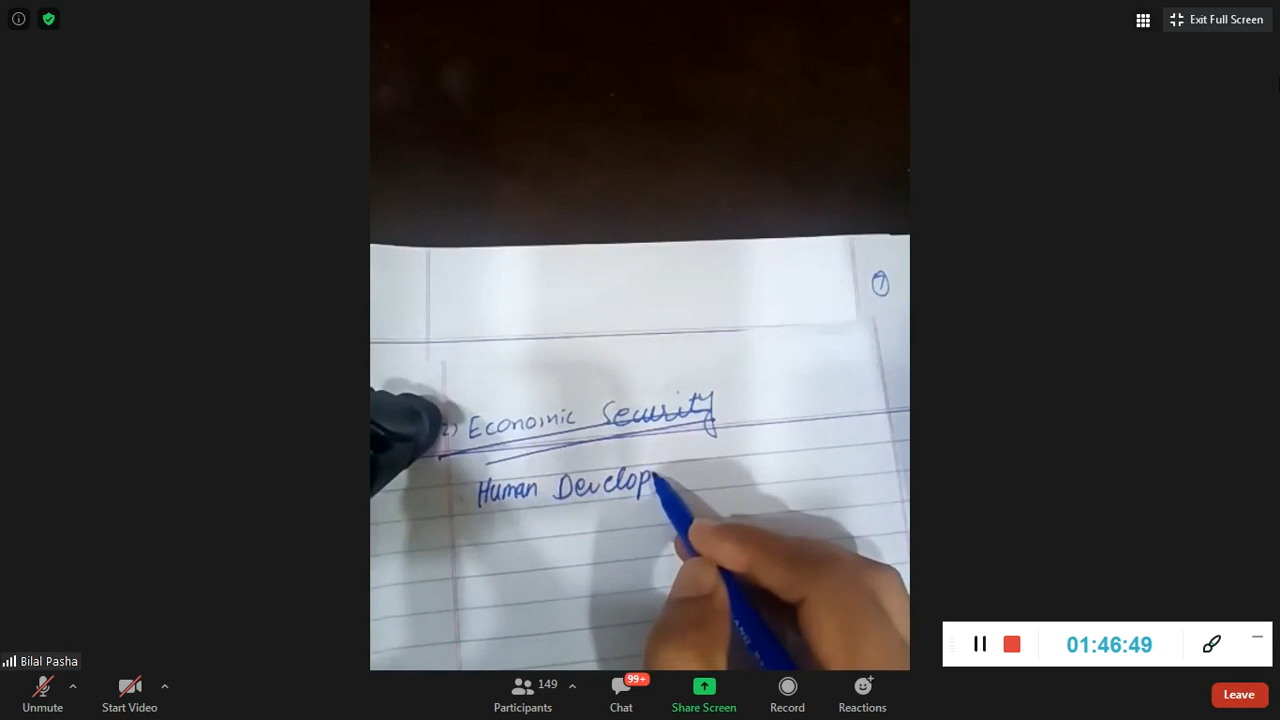 Exit Full Screen
7
2) Economic Security
Human Develop
01:46:49
Bilal Pasha
Unmute
Start Video
149
Participants
99+
Chat
Share Screen
Record
Reactions
Leave